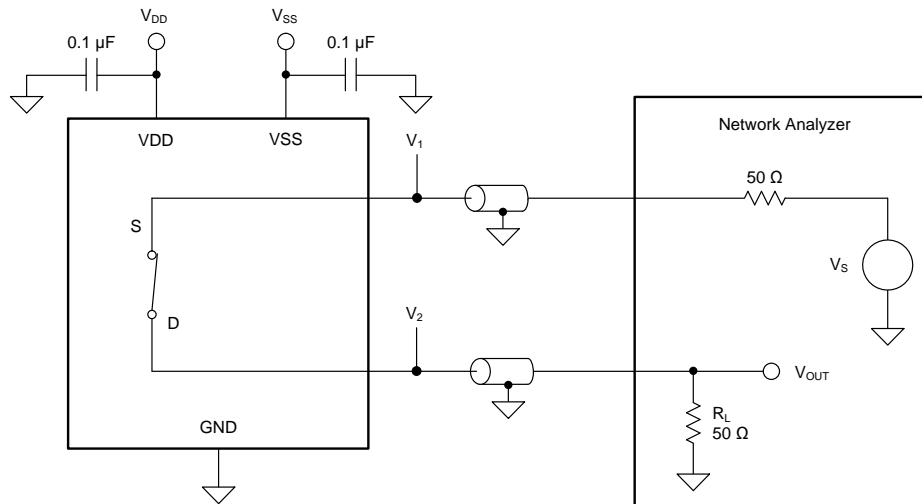 V_DD
V_SS
0.1 µF
0.1 µF
VDD
VSS
V_1
Network Analyzer
50 Ω
S
V_S
D
V_2
V_OUT
R_L
50 Ω
GND